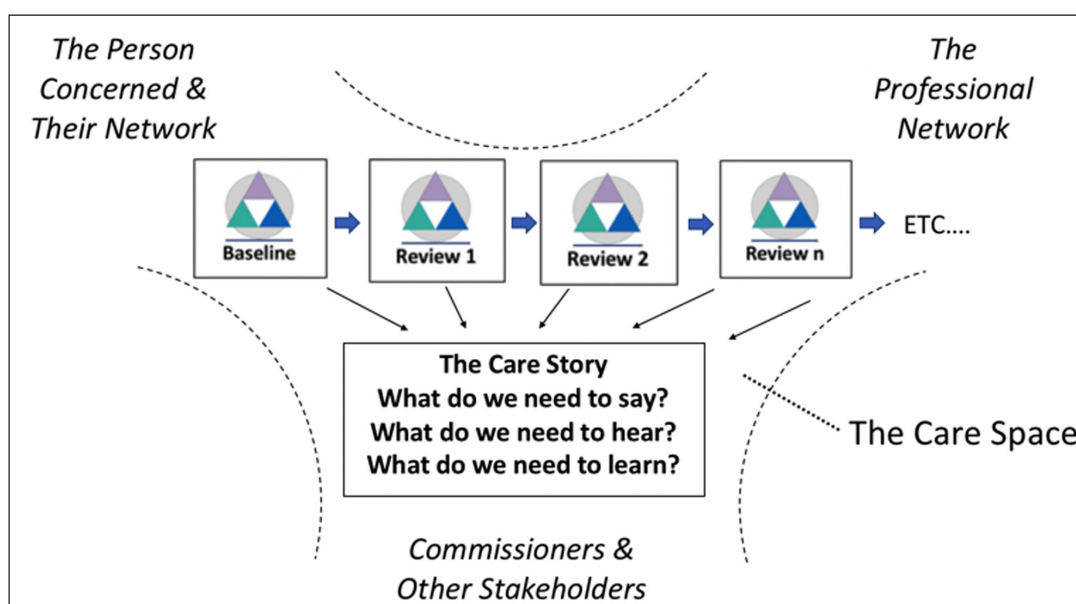 The Person
Concerned &
Their Network
The
Professional
Network
Baseline
Review 1
Review 2
Review n
ETC....
The Care Story
What do we need to say?
What do we need to hear?
What do we need to learn?
The Care Space
Commissioners &
Other Stakeholders